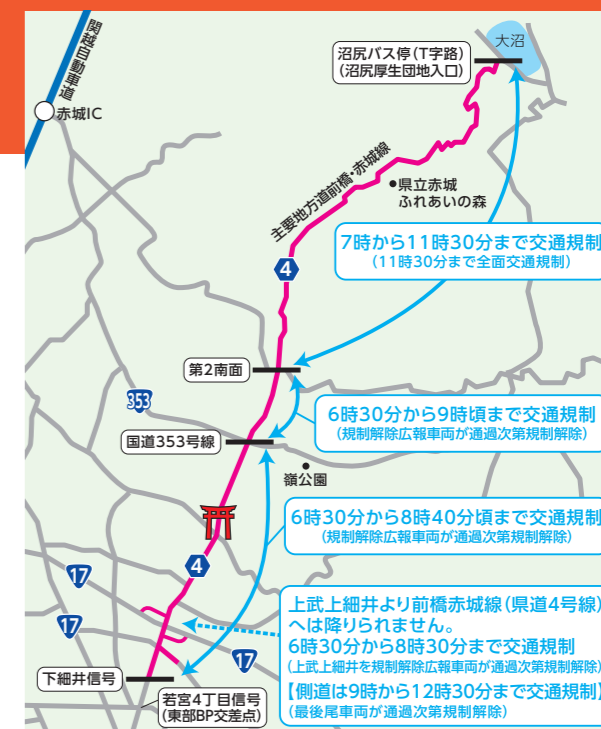 関越自動車道
赤城IC
大沼
沼尻バス停(T字路)
(沼尻厚生団地入口)
主要地方道前橋・赤城線
•県立赤城
ふれあいの森
7時から11時30分まで交通規制
(11時30分まで全面交通規制)
4
第2南面
353
6時30分から9時頃まで交通規制
(規制解除広報車両が通過次第規制解除)
国道353号線
嶺公園
6時30分から8時40分頃まで交通規制
(規制解除広報車両が通過次第規制解除)
4
17
17
17
上武上細井より前橋赤城線(県道4号線)
へは降りられません。
6時30分から8時30分まで交通規制
(上武上細井を規制解除広報車両が通過次第規制解除)
【側道は9時から12時30分まで交通規制】
(最後尾車両が通過次第規制解除)
下細井信号
若宮4丁目信号
(東部BP交差点)